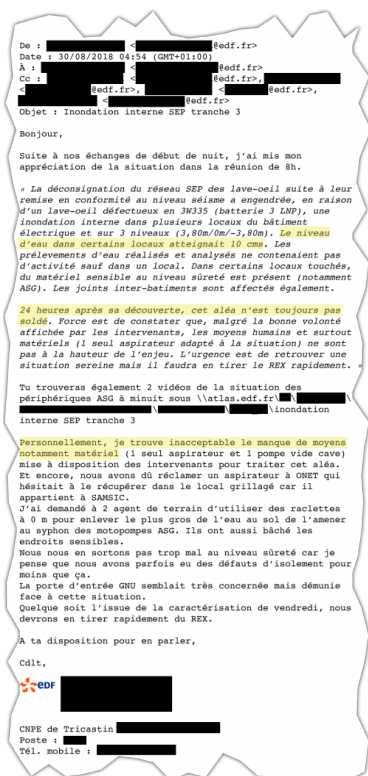 De : < @edf.fr>
Date : 30/08/2018 04:54 (GMT+01:00)
À : < @edf.fr>
Cc : < @edf.fr>,
< @edf.fr>, < @edf.fr>,
< @edf.fr>
Objet : Inondation interne SEP tranche 3
Bonjour,
Suite à nos échanges de début de nuit, j'ai mis mon
appréciation de la situation dans la réunion de 8h.
« La déconsignation du réseau SEP des lave-oeil suite à leur
remise en conformité au niveau séisme a engendrée, en raison
d'un lave-oeil défectueux en 3W335 (batterie 3 LNP), une
inondation interne dans plusieurs locaux du bâtiment
électrique et sur 3 niveaux (3,80m/0m/-3,80m). Le niveau
d'eau dans certains locaux atteignait 10 cms. Les
prélevements d'eau réalisés et analysés ne contenaient pas
d'activité sauf dans un local. Dans certains locaux touchés,
du matériel sensible au niveau sûreté est présent (notamment
ASG). Les joints inter-batiments sont affectés également.
24 heures après sa découverte, cet aléa n'est toujours pas
soldé. Force est de constater que, malgré la bonne volonté
affichée par les intervenants, les moyens humains et surtout
matériels (1 seul aspirateur adapté à la situation) ne sont
pas à la hauteur de l'enjeu. L'urgence est de retrouver une
situation sereine mais il faudra en tirer le REX rapidement. »
Tu trouveras également 2 vidéos de la situation des
périphériques ASG à minuit sous \\atlas.edf.fr\ \ \
\ \ \inondation
interne SEP tranche 3
Personnellement, je trouve inacceptable le manque de moyens
notamment matériel (1 seul aspirateur et 1 pompe vide cave)
mise à disposition des intervenants pour traiter cet aléa.
Et encore, nous avons dû réclamer un aspirateur à ONET qui
hésitait à le récupérer dans le local grillagé car il
appartient à SAMSIC.
J'ai demandé à 2 agent de terrain d'utiliser des raclettes
à 0 m pour enlever le plus gros de l'eau au sol de l'amener
au syphon des motopompes ASG. Ils ont aussi bâché les
endroits sensibles.
Nous nous en sortons pas trop mal au niveau sûreté car je
pense que nous avons parfois eu des défauts d'isolement pour
moins que ça.
La porte d'entrée GNU semblait très concernée mais démunie
face à cette situation.
Quelque soit l'issue de la caractérisation de vendredi, nous
devrons en tirer rapidement du REX.
A ta disposition pour en parler,
Cdlt,
eDF
CNPE de Tricastin
Poste :
Tél. mobile :